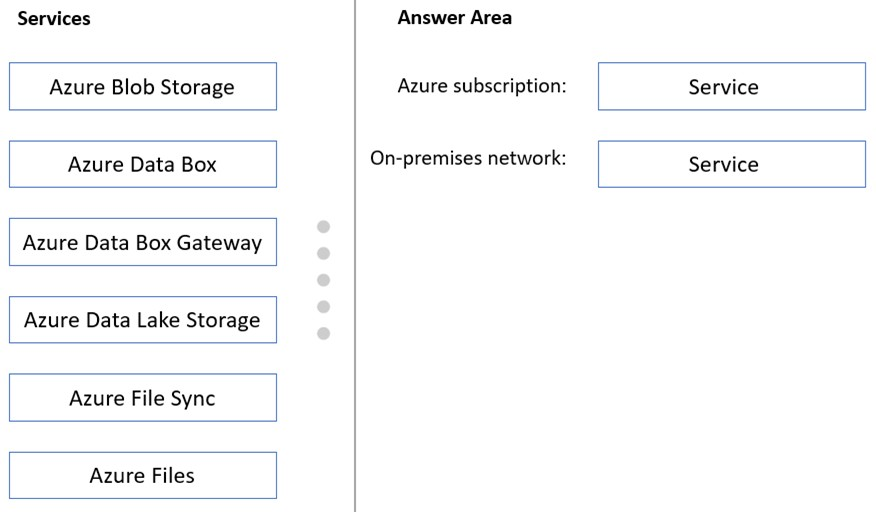 Services
Azure Blob Storage
Azure Data Box
Azure Data Box Gateway
Azure Data Lake Storage
Azure File Sync
Azure Files
Answer Area
Azure subscription: Service
On-premises network: Service